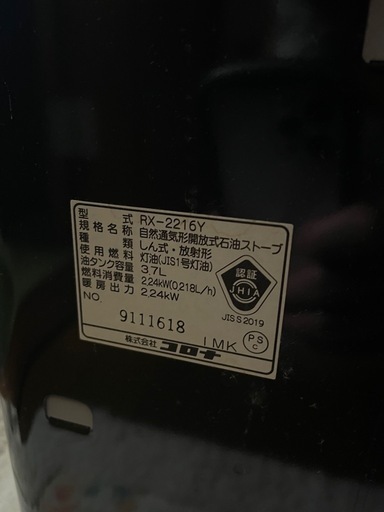 型式 RX-2216Y
規格名称 自然通気形開放式石油ストーブ
種類 しん式・放射形
使用燃料 灯油(JIS1号灯油)
油タンク容量 3.7L
燃料消費量 2.24kW(0.218L/h)
暖房出力 2.24kW
NO. 9111618
認証
JHIA
JIS S 2019
1MK
PS
C
株式会社 コロナ